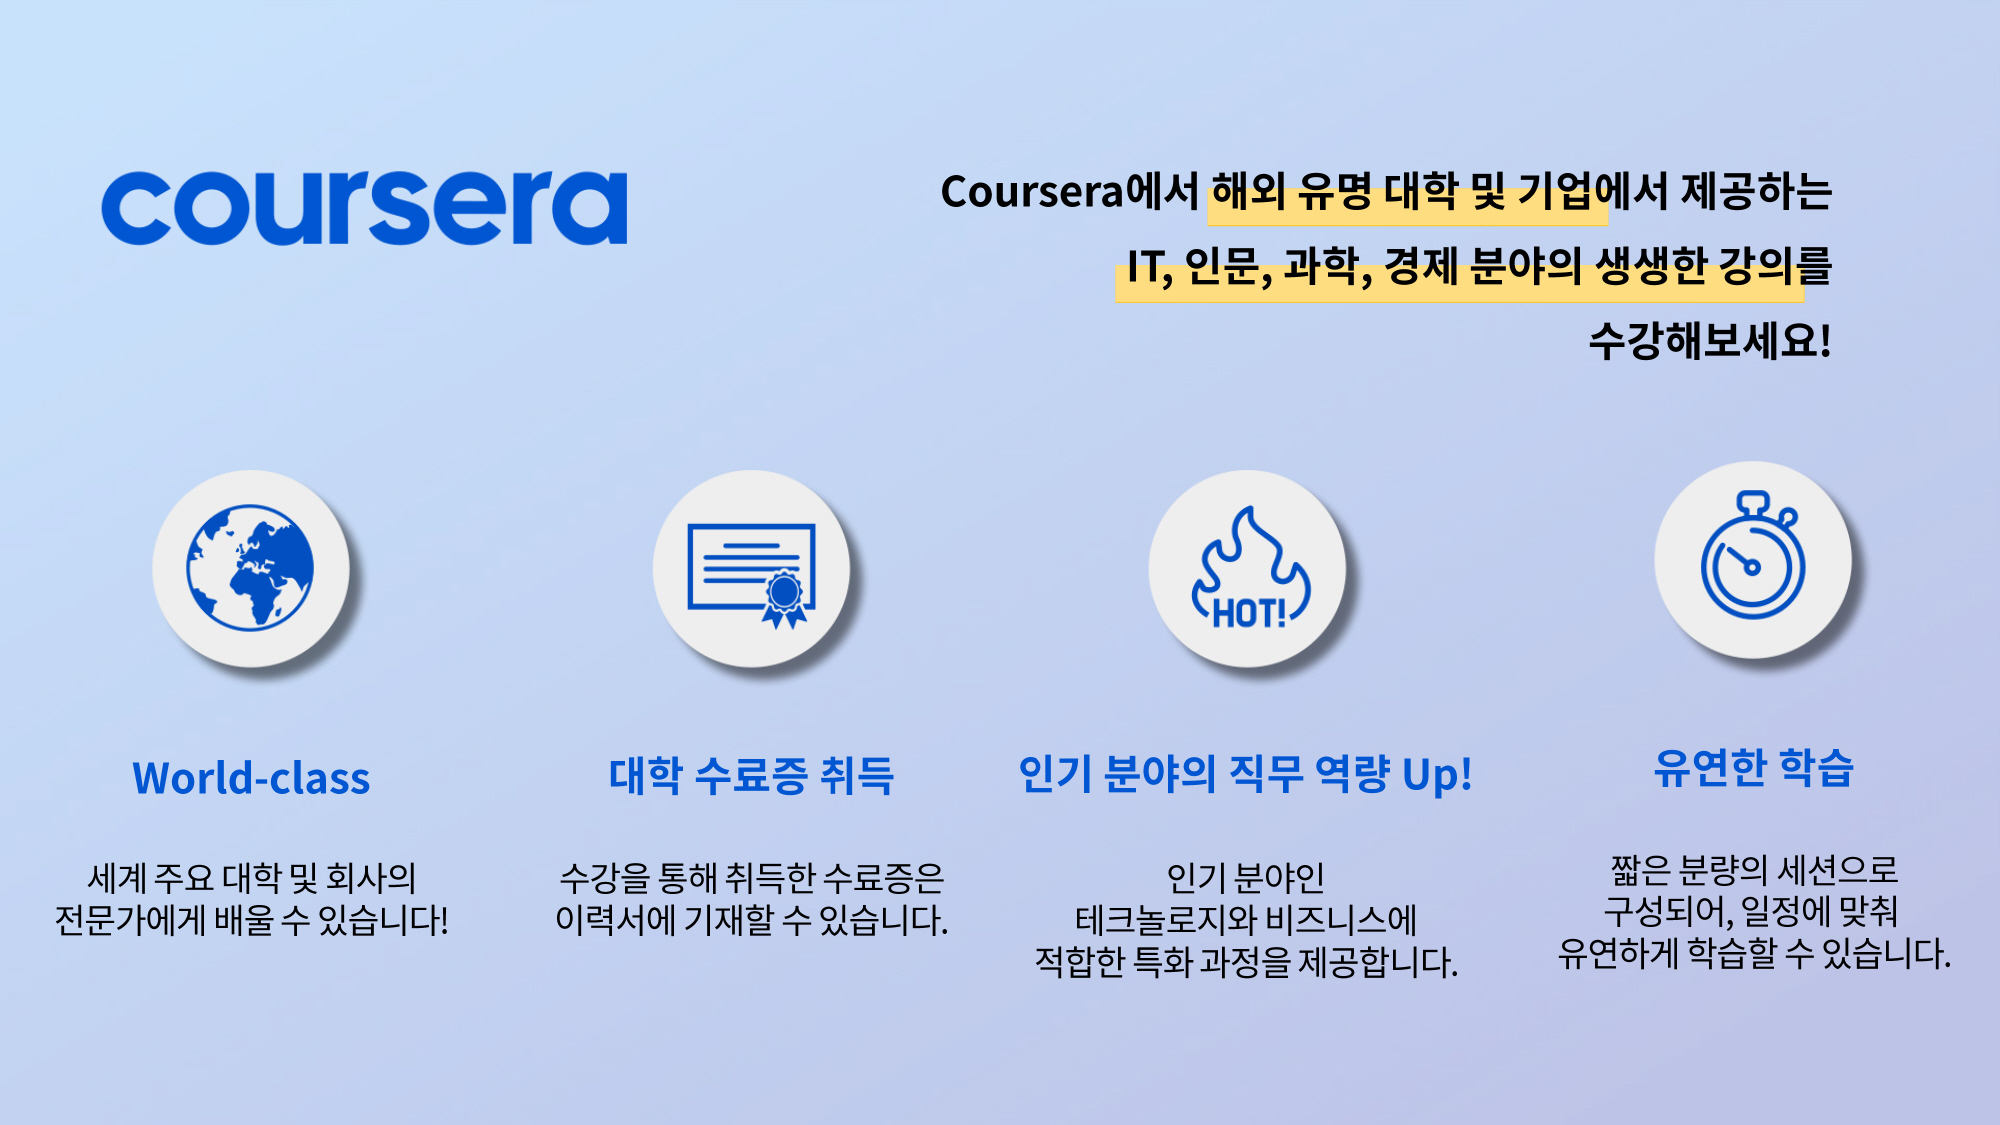 coursera
Coursera에서 해외 유명 대학 및 기업에서 제공하는
IT, 인문, 과학, 경제 분야의 생생한 강의를
수강해보세요!
World-class
세계 주요 대학 및 회사의
전문가에게 배울 수 있습니다!
대학 수료증 취득
수강을 통해 취득한 수료증은
이력서에 기재할 수 있습니다.
HOT!
인기 분야의 직무 역량 Up!
인기 분야인
테크놀로지와 비즈니스에
적합한 특화 과정을 제공합니다.
유연한 학습
짧은 분량의 세션으로
구성되어, 일정에 맞춰
유연하게 학습할 수 있습니다.